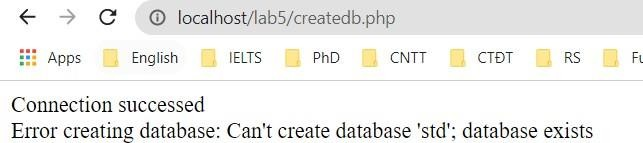 localhost/lab5/createdb.php
Apps English IELTS PhD CNTT CTĐT RS Fu
Connection successed
Error creating database: Can't create database 'std'; database exists